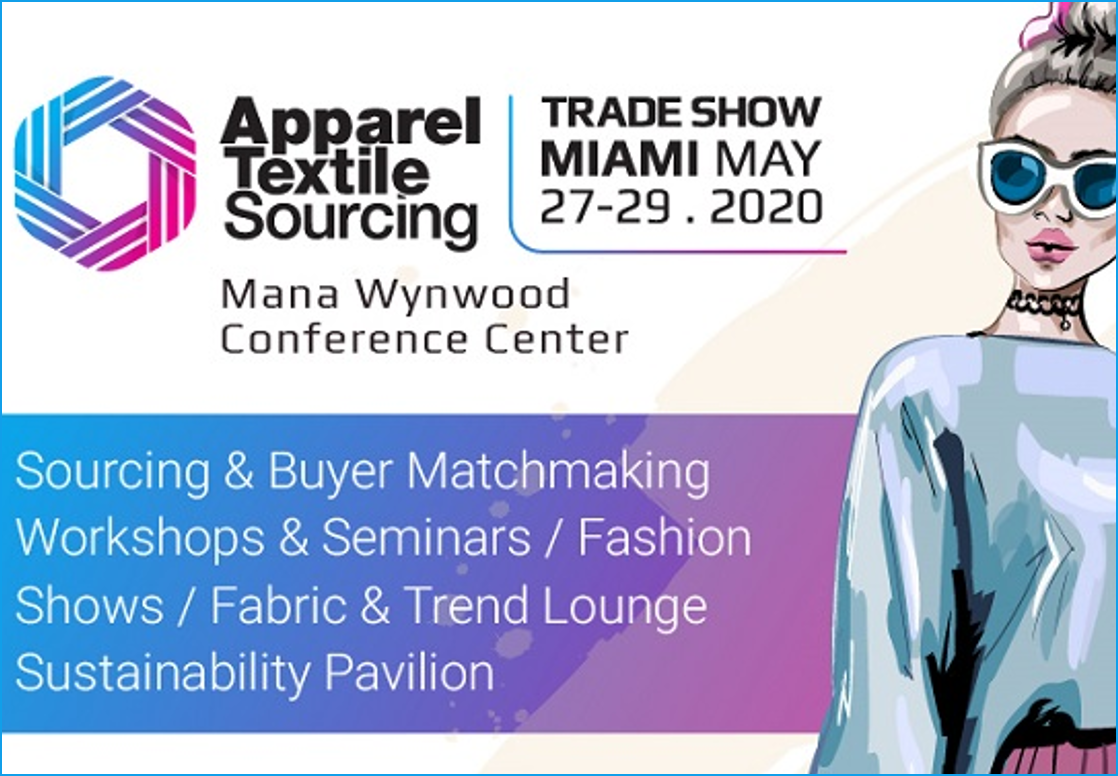 Apparel
Textile
Sourcing
TRADE SHOW
MIAMI MAY
27-29 . 2020
Mana Wynwood
Conference Center
Sourcing & Buyer Matchmaking
Workshops & Seminars / Fashion
Shows / Fabric & Trend Lounge
Sustainability Pavilion